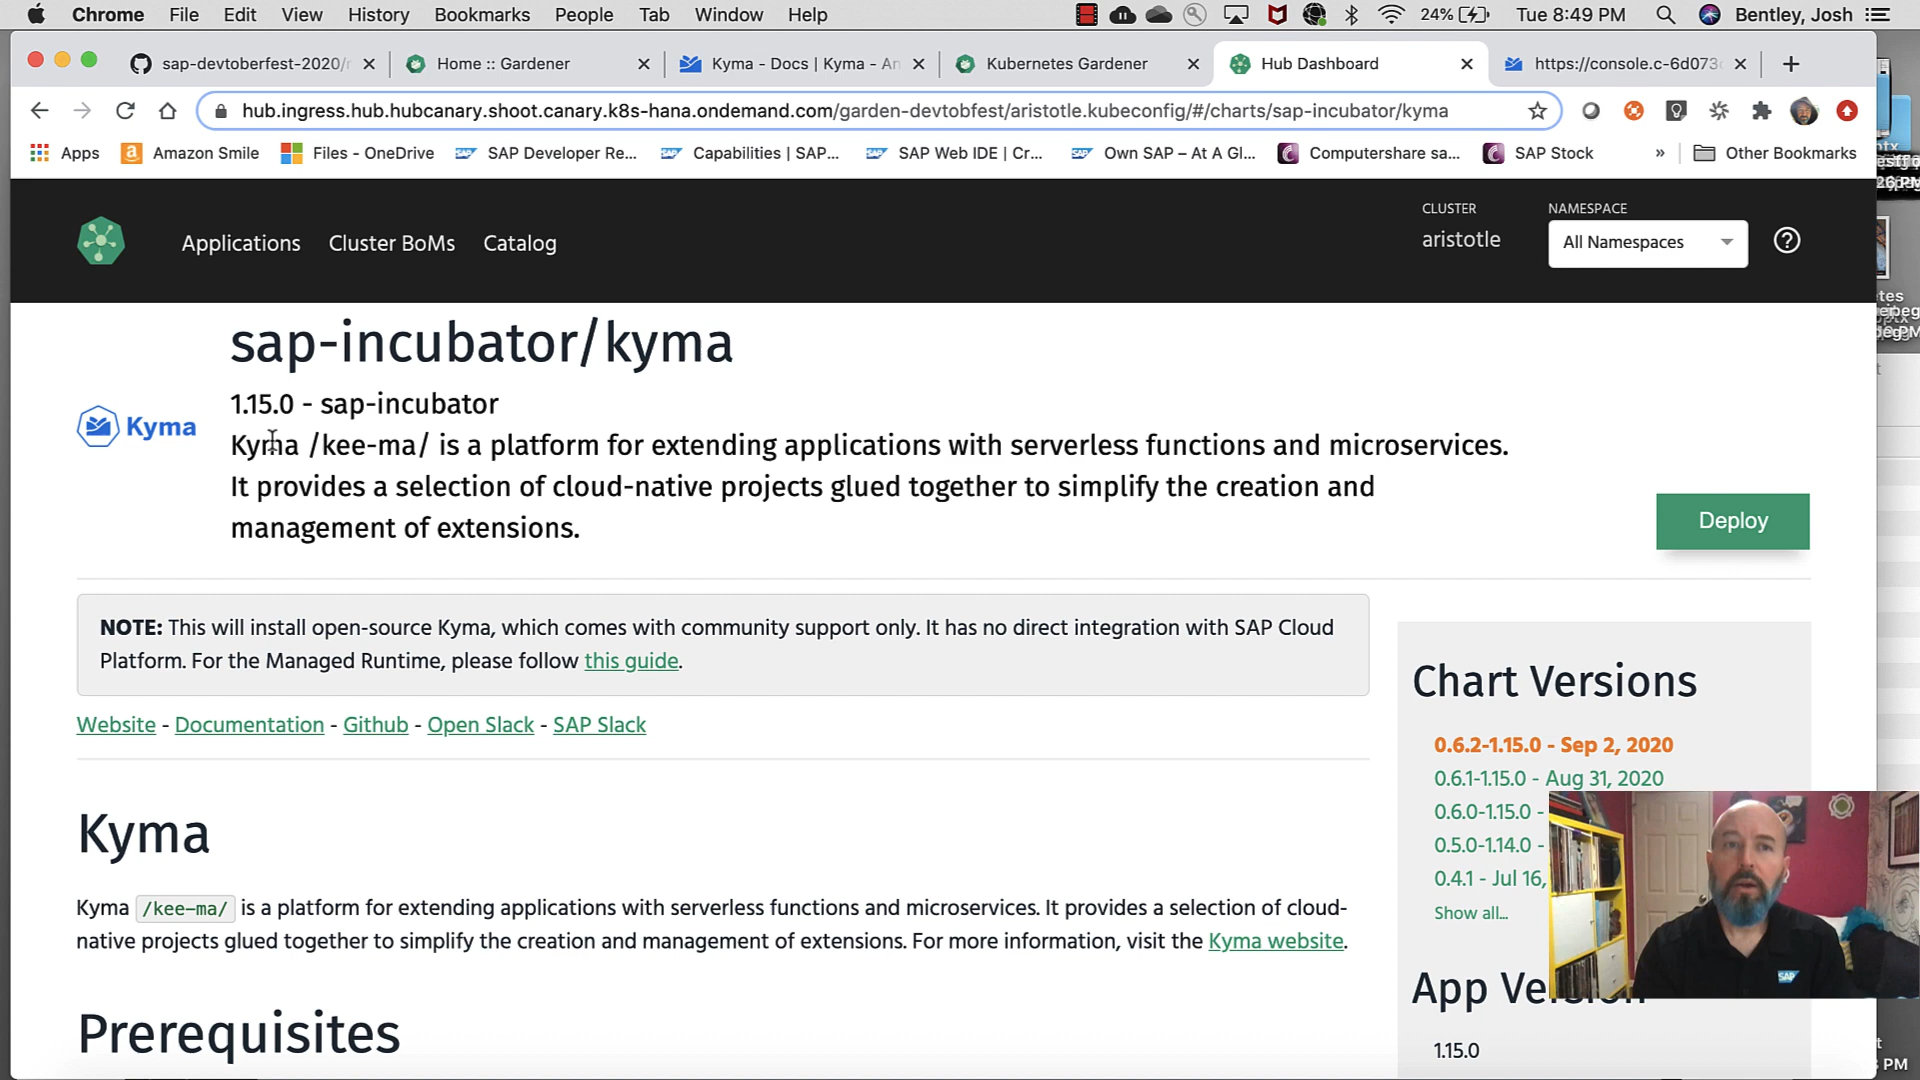 Chrome File Edit View History Bookmarks People Tab Window Help 24% Tue 8:49 PM Bentley, Josh
sap-devtoberfest-2020/r Home :: Gardener Kyma - Docs | Kyma - An Kubernetes Gardener Hub Dashboard https://console.c-6d073c
hub.ingress.hub.hubcanary.shoot.canary.k8s-hana.ondemand.com/garden-devtobfest/aristotle.kubeconfig/#/charts/sap-incubator/kyma
Apps Amazon Smile Files - OneDrive SAP Developer Re... Capabilities | SAP... SAP Web IDE | Cr... Own SAP – At A Gl... Computershare sa... SAP Stock » Other Bookmarks
CLUSTER NAMESPACE
Applications Cluster BoMs Catalog aristotle All Namespaces
sap-incubator/kyma
1.15.0 - sap-incubator
Kyma
Kyma /kee-ma/ is a platform for extending applications with serverless functions and microservices.
It provides a selection of cloud-native projects glued together to simplify the creation and
management of extensions.
Deploy
NOTE: This will install open-source Kyma, which comes with community support only. It has no direct integration with SAP Cloud
Platform. For the Managed Runtime, please follow this guide.
Website - Documentation - Github - Open Slack - SAP Slack
Kyma
Kyma /kee-ma/ is a platform for extending applications with serverless functions and microservices. It provides a selection of cloud-
native projects glued together to simplify the creation and management of extensions. For more information, visit the Kyma website.
Prerequisites
Chart Versions
0.6.2-1.15.0 - Sep 2, 2020
0.6.1-1.15.0 - Aug 31, 2020
0.6.0-1.15.0 -
0.5.0-1.14.0 -
0.4.1 - Jul 16,
Show all...
App Version
1.15.0
SAP